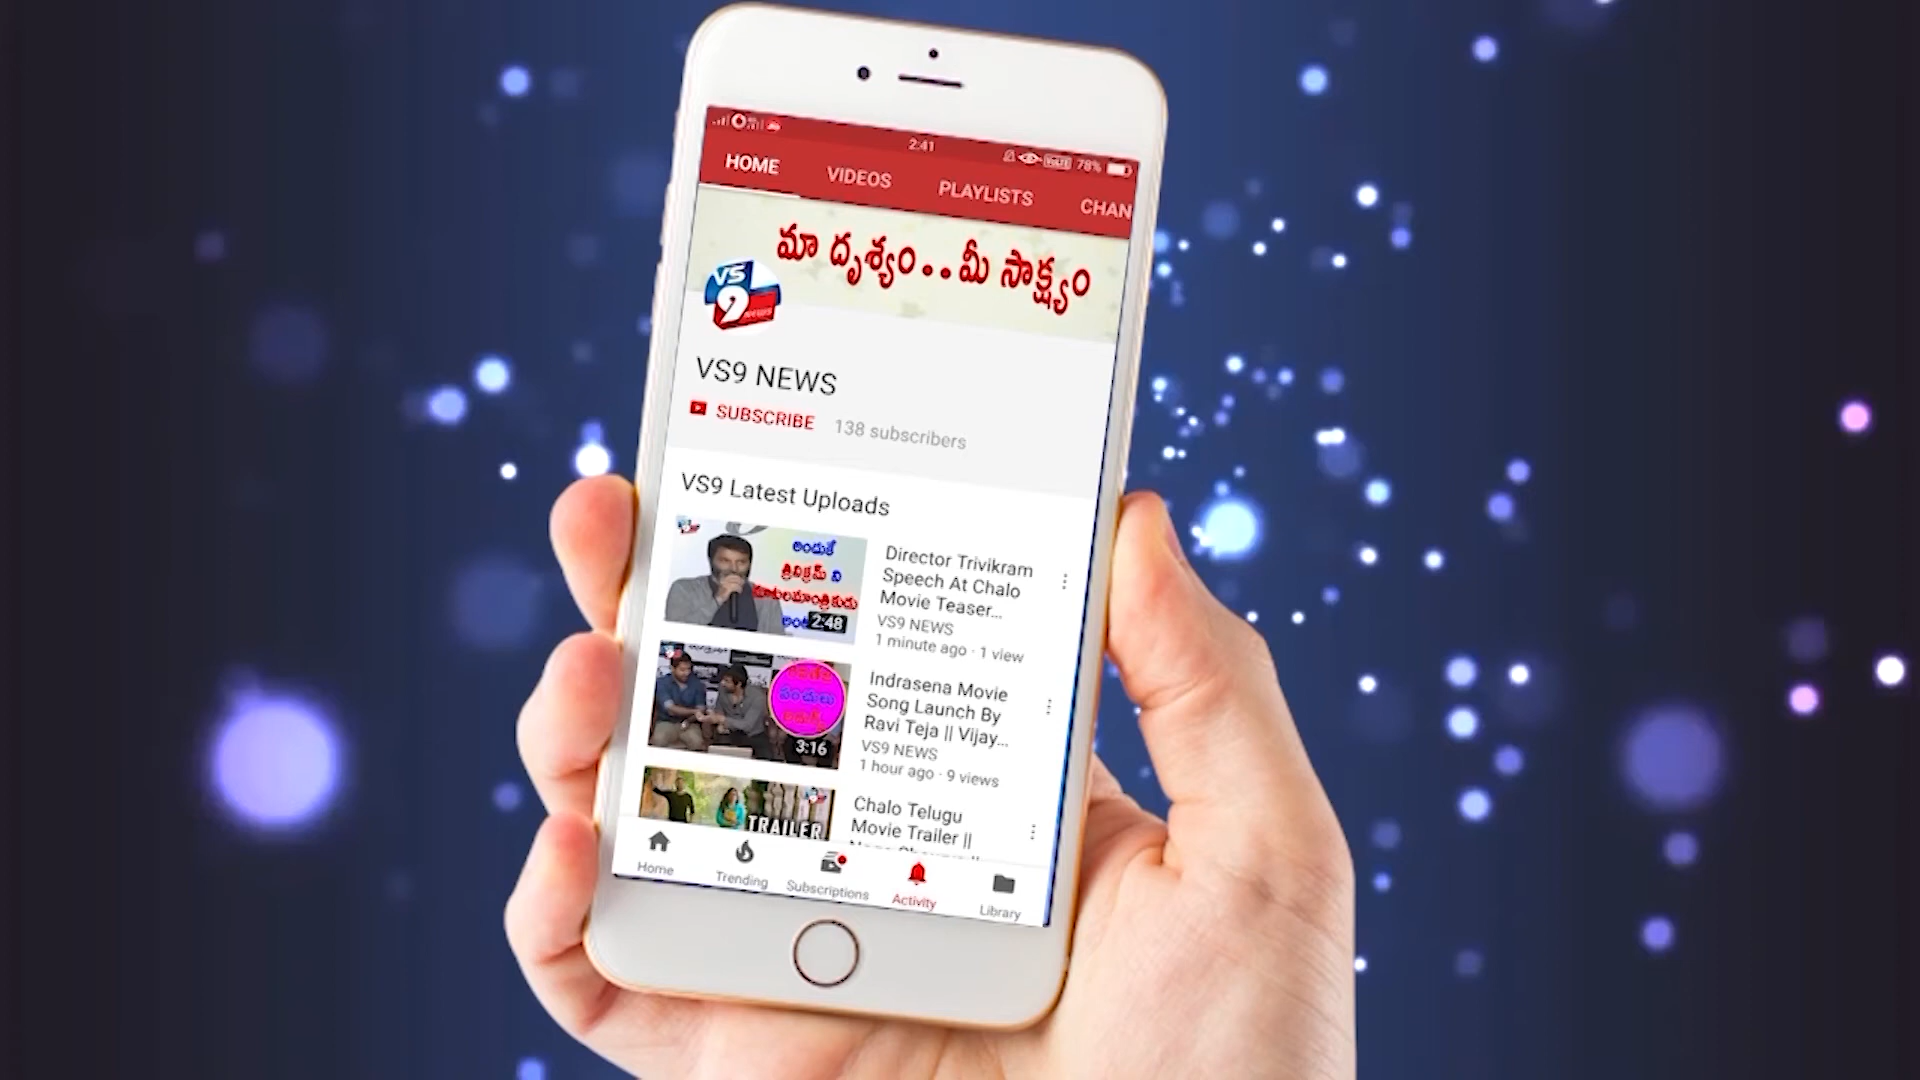 2:41
78%
HOME VIDEOS PLAYLISTS CHAN
మా దృశ్యం..మీ సాక్ష్యం
VS
9
NEWS
VS9 NEWS
SUBSCRIBE 138 subscribers
VS9 Latest Uploads
అందుకే
త్రివిక్రమ్ ని
2:48
Director Trivikram
Speech At Chalo
Movie Teaser...
VS9 NEWS
1 minute ago · 1 view
పంచులు
3:16
Indrasena Movie
Song Launch By
Ravi Teja || Vijay...
VS9 NEWS
1 hour ago · 9 views
TRAILER
Chalo Telugu
Movie Trailer ||
Home Trending Subscriptions Activity Library